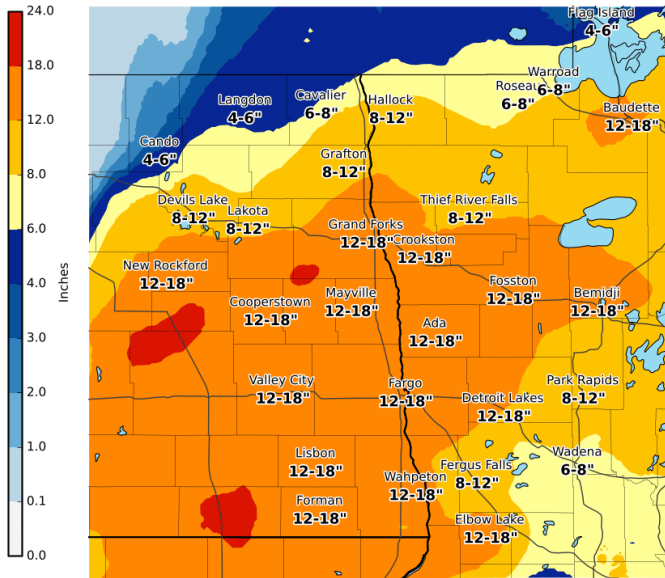 24.0
18.0
12.0
8.0
6.0
4.0
3.0
2.0
1.0
0.1
0.0
Inches
Flag Island
4-6"
Warroad
6-8"
Roseau
6-8"
Baudette
12-18"
Langdon
4-6"
Cavalier
6-8"
Hallock
8-12"
Cando
4-6"
Grafton
8-12"
Devils Lake
8-12"
Lakota
8-12"
Thief River Falls
8-12"
Grand Forks
12-18"
Crookston
12-18"
New Rockford
12-18"
Cooperstown
12-18"
Mayville
12-18"
Fosston
12-18"
Bemidji
12-18"
Ada
12-18"
Valley City
12-18"
Fargo
12-18"
Detroit Lakes
12-18"
Park Rapids
8-12"
Lisbon
12-18"
Wahpeton
12-18"
Fergus Falls
8-12"
Wadena
6-8"
Forman
12-18"
Elbow Lake
12-18"